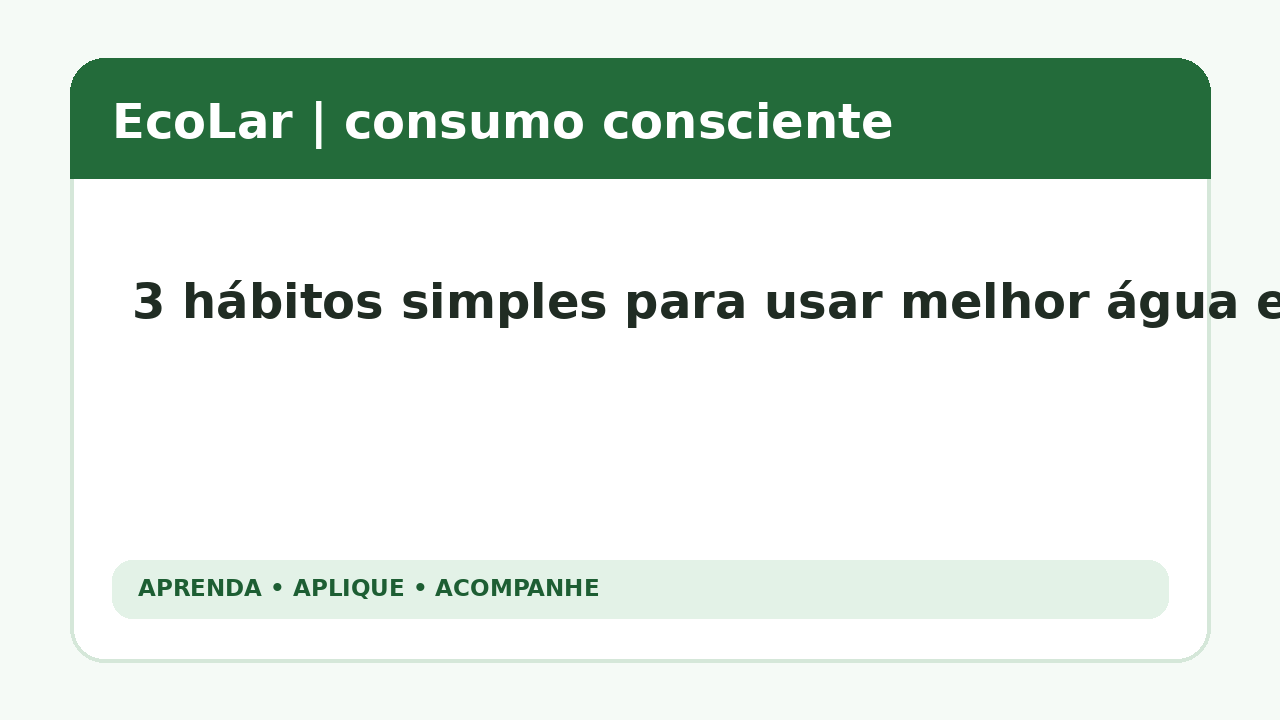 EcoLar | consumo consciente
3 hábitos simples para usar melhor água e
APRENDA • APLIQUE • ACOMPANHE